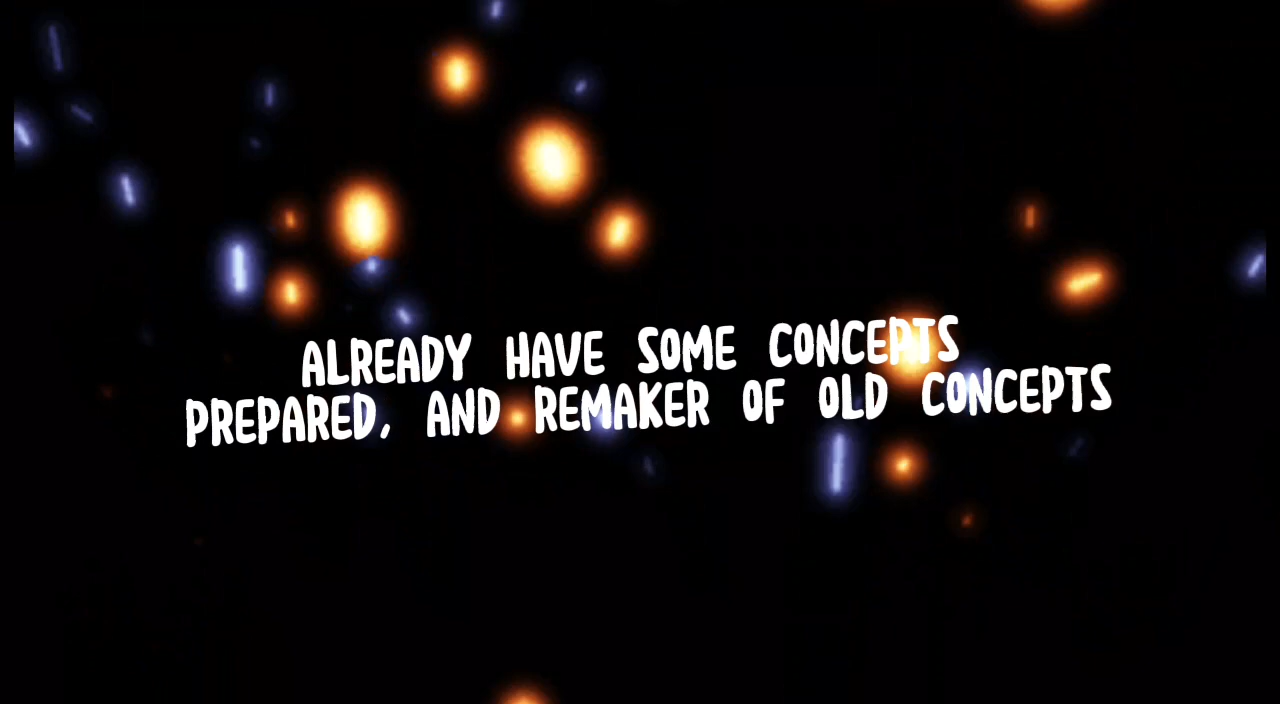 ALREADY HAVE SOME CONCEPTS
PREPARED, AND REMAKER OF OLD CONCEPTS